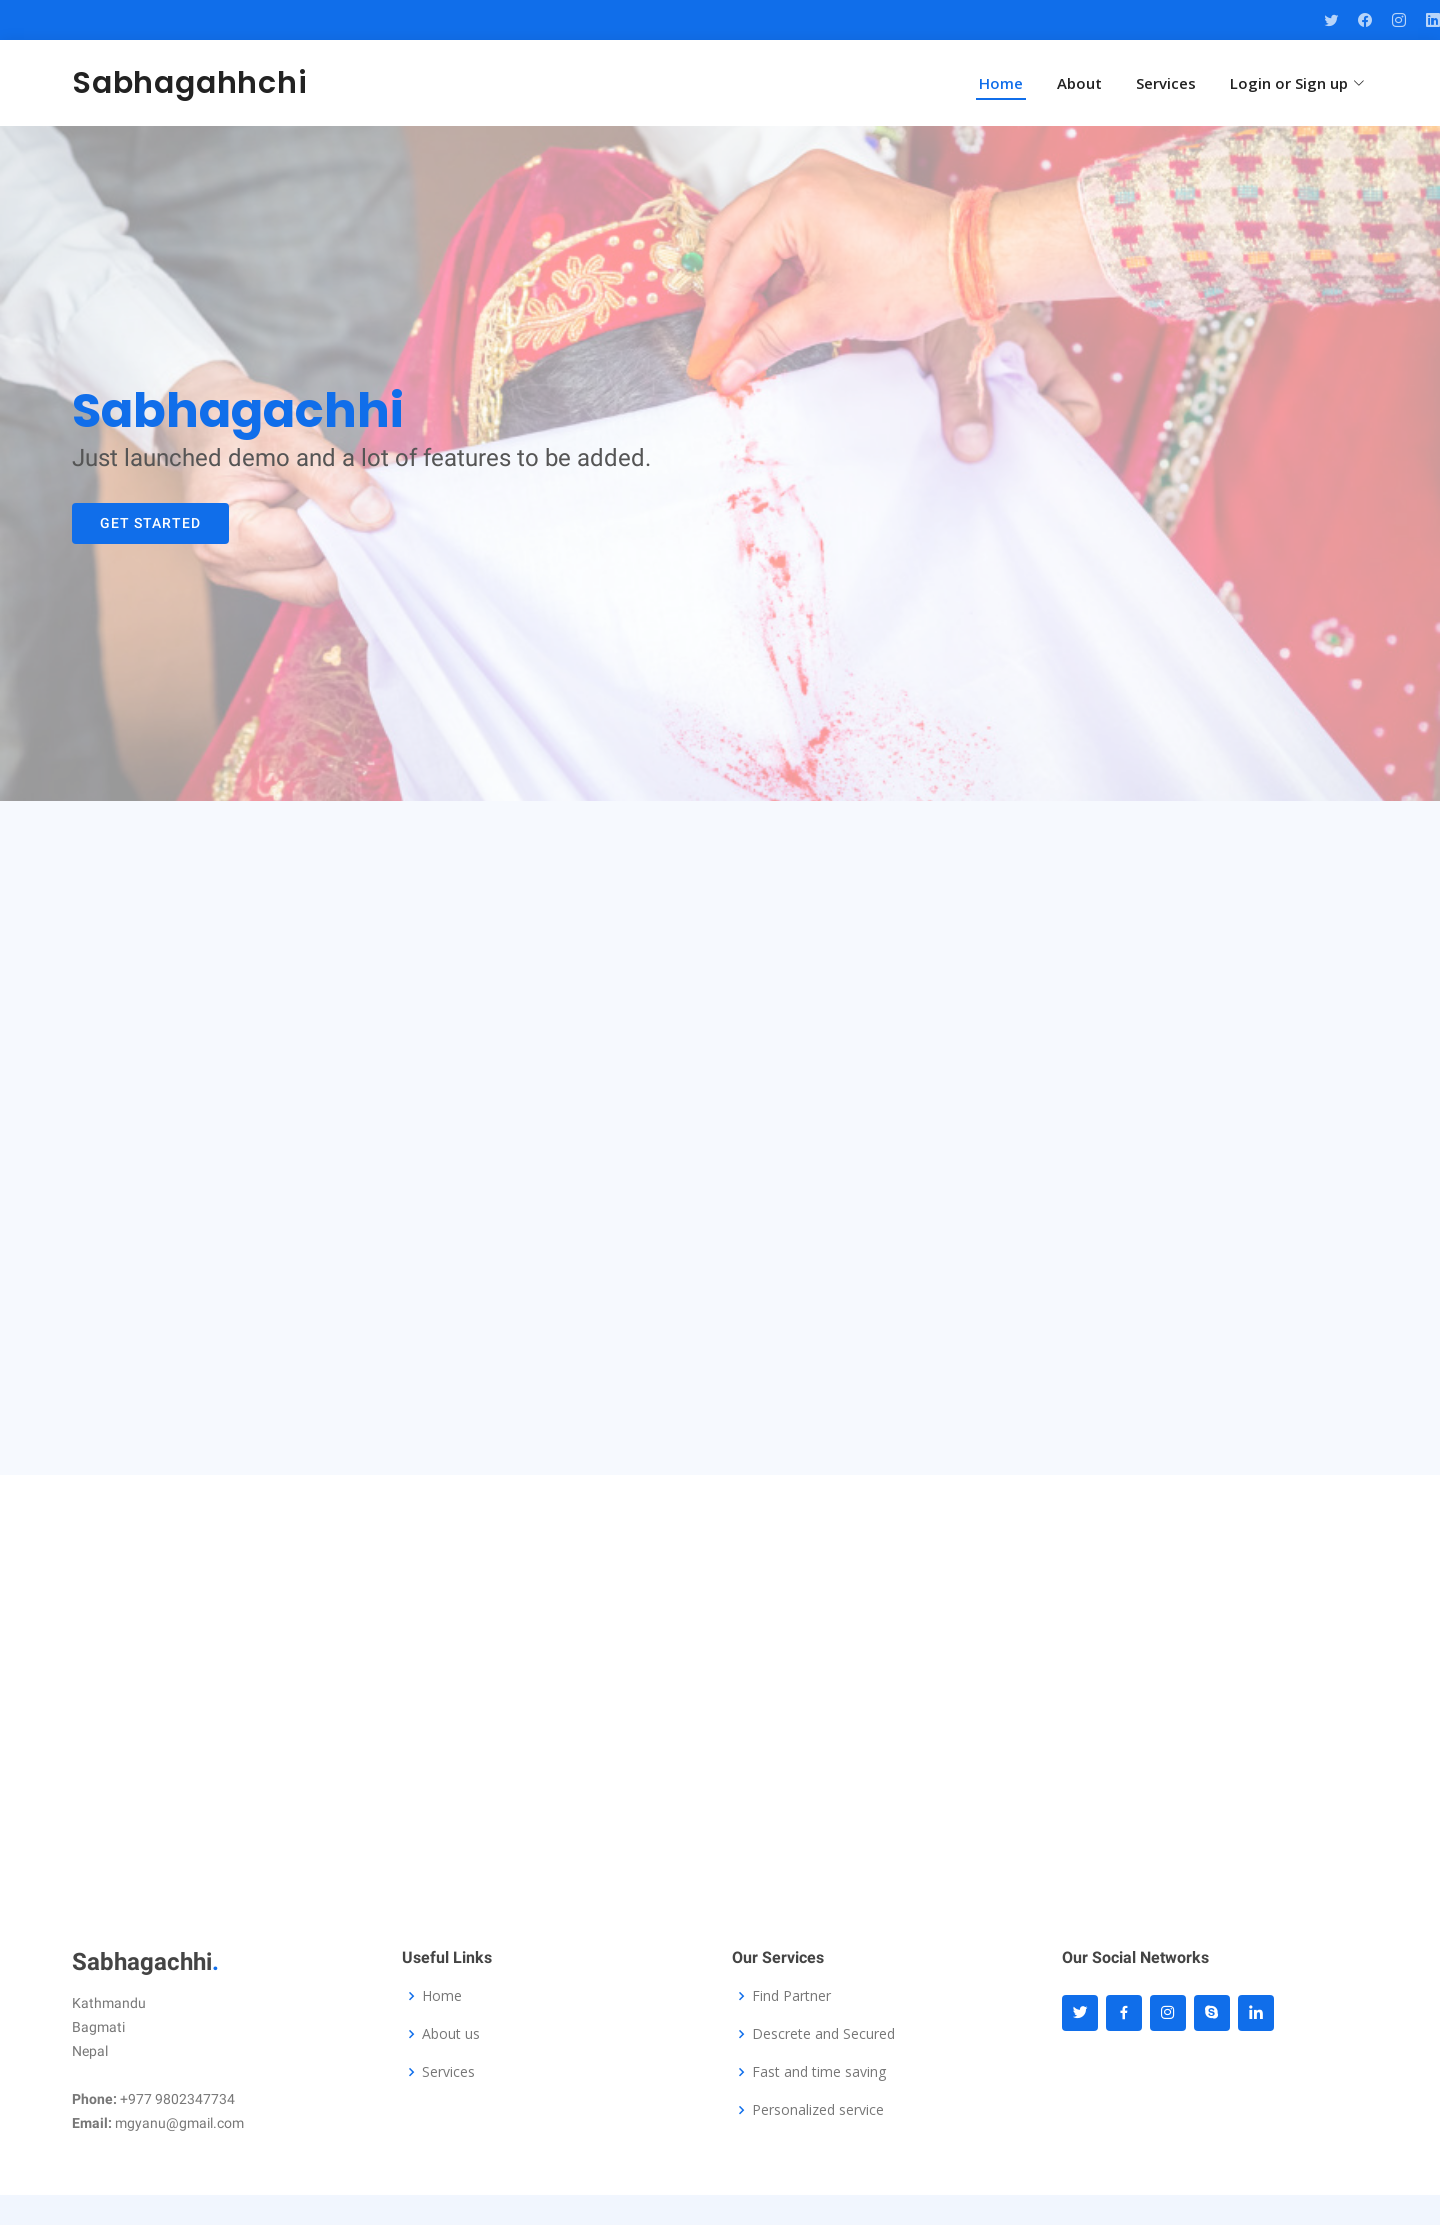 Sabhagahhchi
Home About Services Login or Sign up
Sabhagachhi
Just launched demo and a lot of features to be added.
GET STARTED
Sabhagachhi.
Kathmandu
Bagmati
Nepal
Phone: +977 9802347734
Email: mgyanu@gmail.com
Useful Links
Home
About us
Services
Our Services
Find Partner
Descrete and Secured
Fast and time saving
Personalized service
Our Social Networks